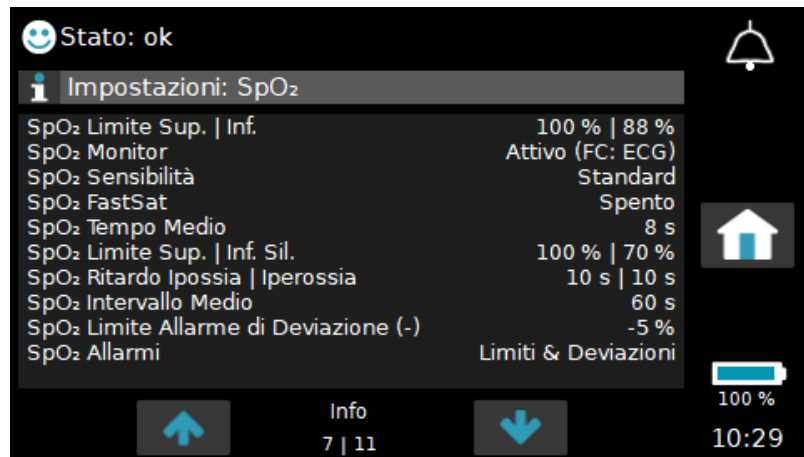 Stato: ok
Impostazioni: SpO₂
SpO₂ Limite Sup. | Inf. 100 % | 88 %
SpO₂ Monitor Attivo (FC: ECG)
SpO₂ Sensibilità Standard
SpO₂ FastSat Spento
SpO₂ Tempo Medio 8 s
SpO₂ Limite Sup. | Inf. Sil. 100 % | 70 %
SpO₂ Ritardo Ipossia | Iperossia 10 s | 10 s
SpO₂ Intervallo Medio 60 s
SpO₂ Limite Allarme di Deviazione (-) -5 %
SpO₂ Allarmi Limiti & Deviazioni
100 %
Info
7 | 11
10:29